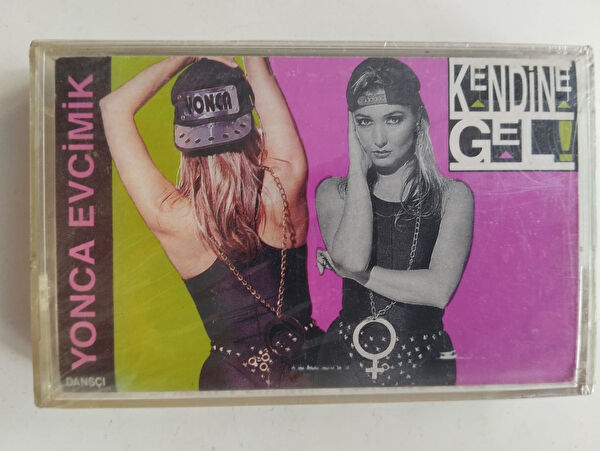 YONCA EVCİMİK
DANSÇI
YONCA
KENDİNE
GEL!